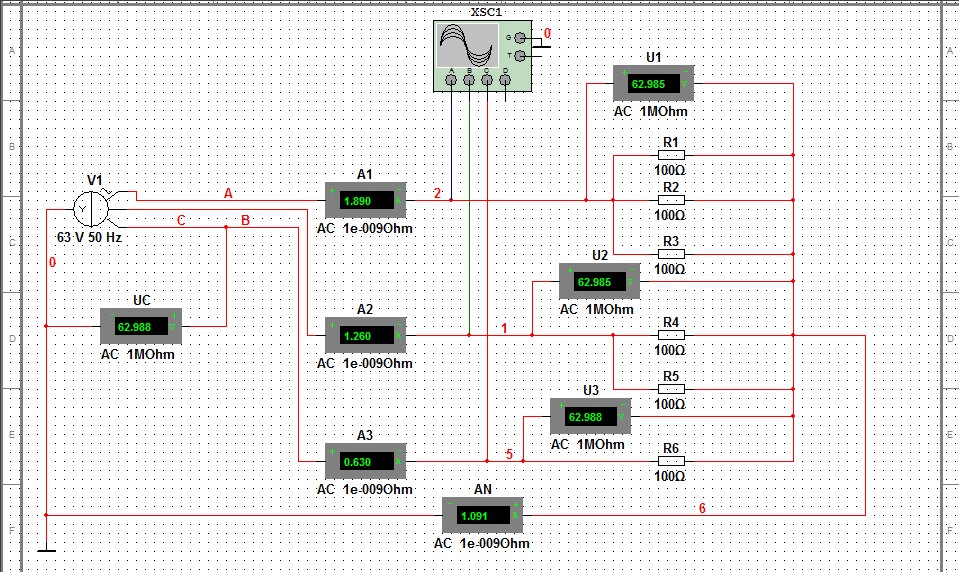 XSC1
G
0
T
A B C D
U1
+ -
62.985 V
AC 1MOhm
R1
100Ω
R2
100Ω
R3
100Ω
V1
Y
63 V 50 Hz
A
C
B
0
A1
+ -
1.890 A
AC 1e-009Ohm
2
U2
+ -
62.985 V
AC 1MOhm
UC
- +
62.988 V
AC 1MOhm
A2
+ -
1.260 A
AC 1e-009Ohm
1
R4
100Ω
R5
100Ω
U3
+ -
62.988 V
AC 1MOhm
A3
+ -
0.630 A
AC 1e-009Ohm
5
R6
100Ω
AN
- +
1.091 A
AC 1e-009Ohm
6
A
B
C
D
E
F
A
B
C
D
E
F